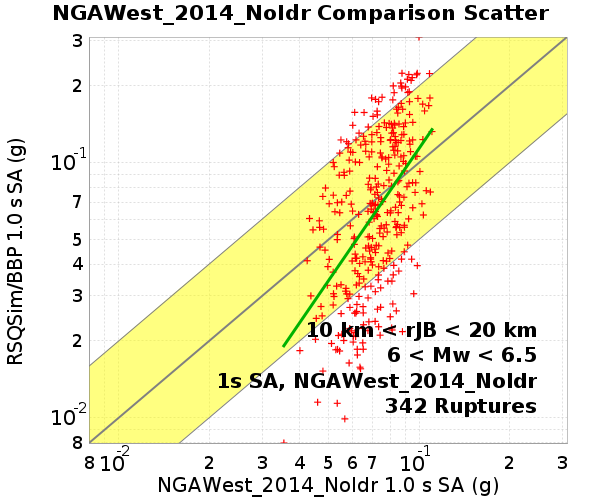 NGAWest_2014_NoIdr Comparison Scatter
RSQSim/BBP 1.0 s SA (g)
3
2
10⁻¹
7
5
4
2
10⁻²
8
10 km < rJB < 20 km
6 < Mw < 6.5
1s SA, NGAWest_2014_NoIdr
342 Ruptures
8 10⁻² 2 3 4 5 6 7 10⁻¹ 2 3
NGAWest_2014_NoIdr 1.0 s SA (g)